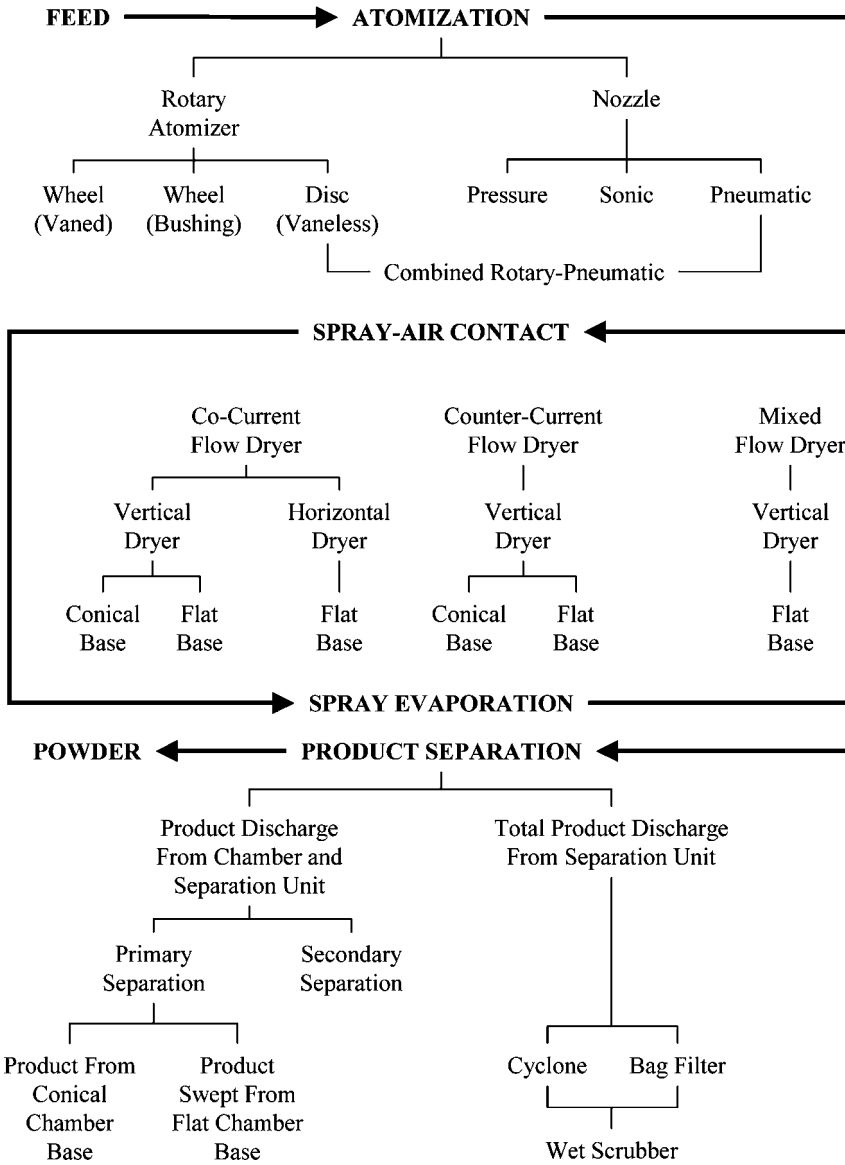 FEED ATOMIZATION
Rotary
Atomizer
Nozzle
Wheel
(Vaned)
Wheel
(Bushing)
Disc
(Vaneless)
Pressure
Sonic
Pneumatic
Combined Rotary-Pneumatic
SPRAY-AIR CONTACT
Co-Current
Flow Dryer
Counter-Current
Flow Dryer
Mixed
Flow Dryer
Vertical
Dryer
Horizontal
Dryer
Vertical
Dryer
Vertical
Dryer
Conical
Base
Flat
Base
Flat
Base
Conical
Base
Flat
Base
Flat
Base
SPRAY EVAPORATION
POWDER PRODUCT SEPARATION
Product Discharge
From Chamber and
Separation Unit
Total Product Discharge
From Separation Unit
Primary
Separation
Secondary
Separation
Product From
Conical
Chamber
Base
Product
Swept From
Flat Chamber
Base
Cyclone
Bag Filter
Wet Scrubber